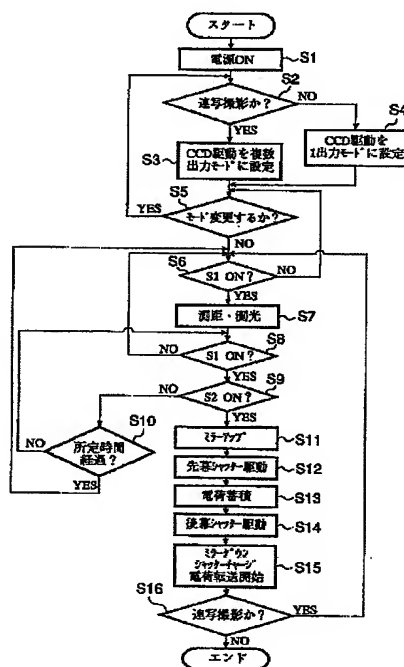 スタート
電源ON
S1
S2
連写撮影か?
NO
YES
S4
S3
CCD駆動を複数
出力モードに設定
CCD駆動を
1出力モードに設定
S5
モード変更するか?
YES
NO
S6
S1 ON?
NO
YES
測距・測光
S7
S8
NO
S1 ON?
YES
S9
NO
S2 ON?
YES
S10
NO
所定時間
経過?
YES
ミラーアップ
S11
先幕シャッター駆動
S12
電荷蓄積
S13
後幕シャッター駆動
S14
ミラーダウン
シャッターチャージ
電荷転送開始
S15
S16
連写撮影か?
YES
NO
エンド